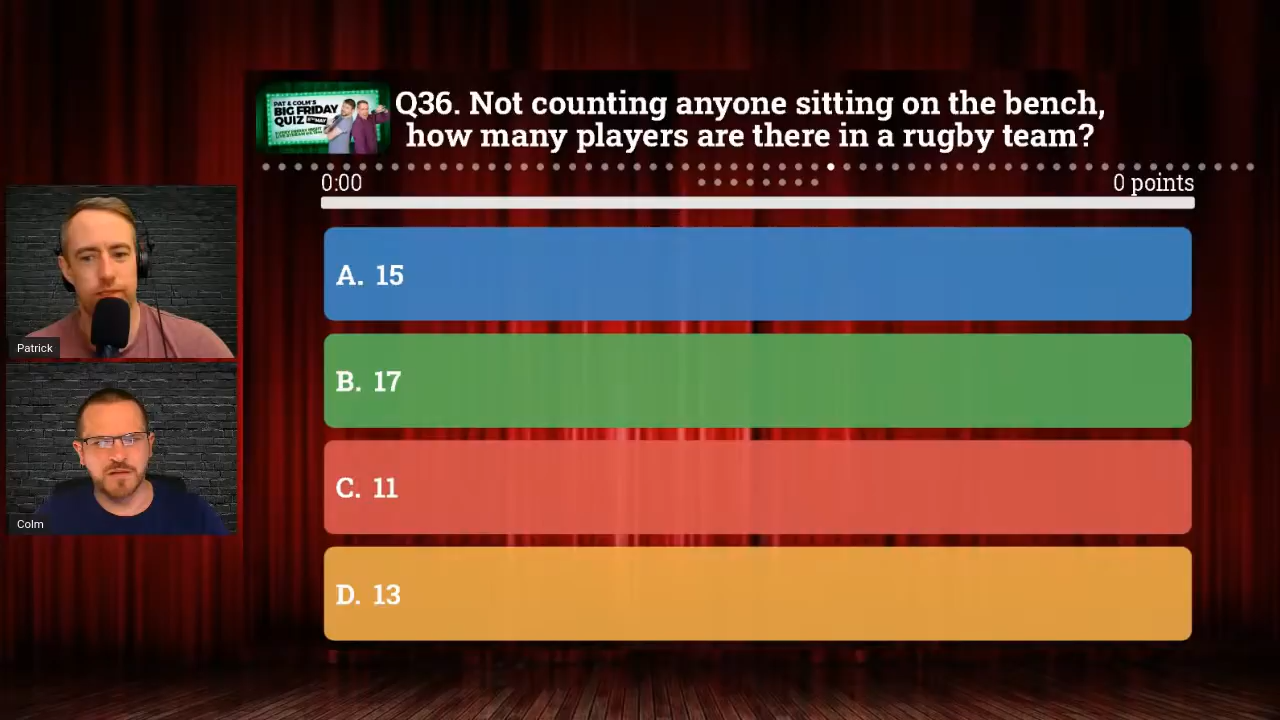 PAT & COLM'S
BIG FRIDAY
QUIZ
Q36. Not counting anyone sitting on the bench,
how many players are there in a rugby team?
0:00
0 points
A. 15
B. 17
C. 11
D. 13
Patrick
Colm